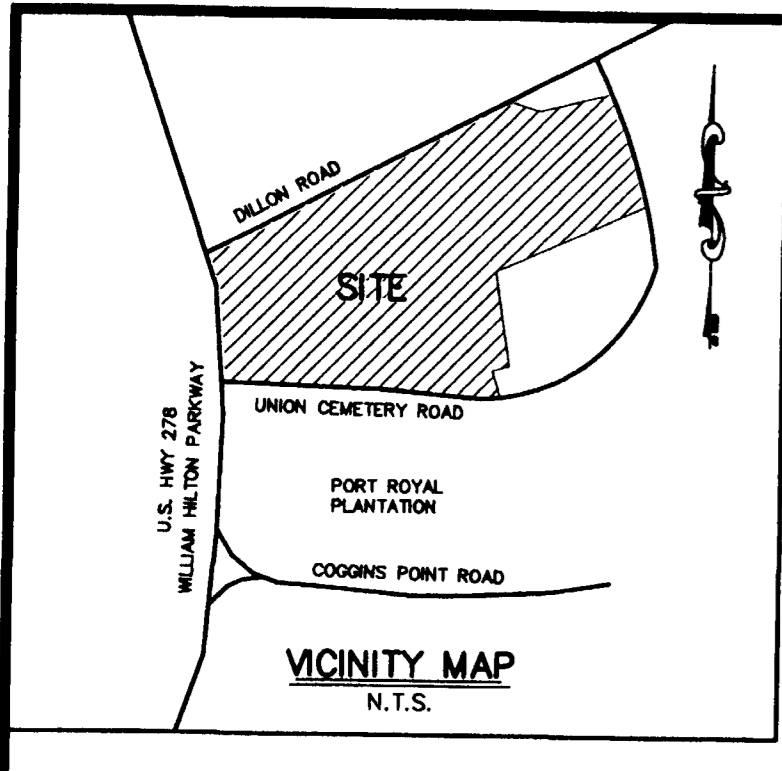 DILLON ROAD
SITE
UNION CEMETERY ROAD
U.S. HWY 278
WILLIAM HILTON PARKWAY
PORT ROYAL
PLANTATION
COGGINS POINT ROAD
VICINITY MAP
N.T.S.